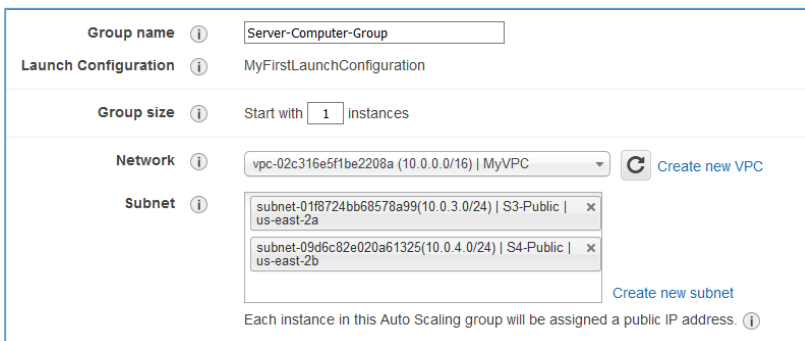 Group name i Server-Computer-Group
Launch Configuration i MyFirstLaunchConfiguration
Group size i Start with 1 instances
Network i vpc-02c316e5f1be2208a (10.0.0.0/16) | MyVPC Create new VPC
Subnet i subnet-01f8724bb68578a99(10.0.3.0/24) | S3-Public | ×
us-east-2a
subnet-09d6c82e020a61325(10.0.4.0/24) | S4-Public | ×
us-east-2b
Create new subnet
Each instance in this Auto Scaling group will be assigned a public IP address. i